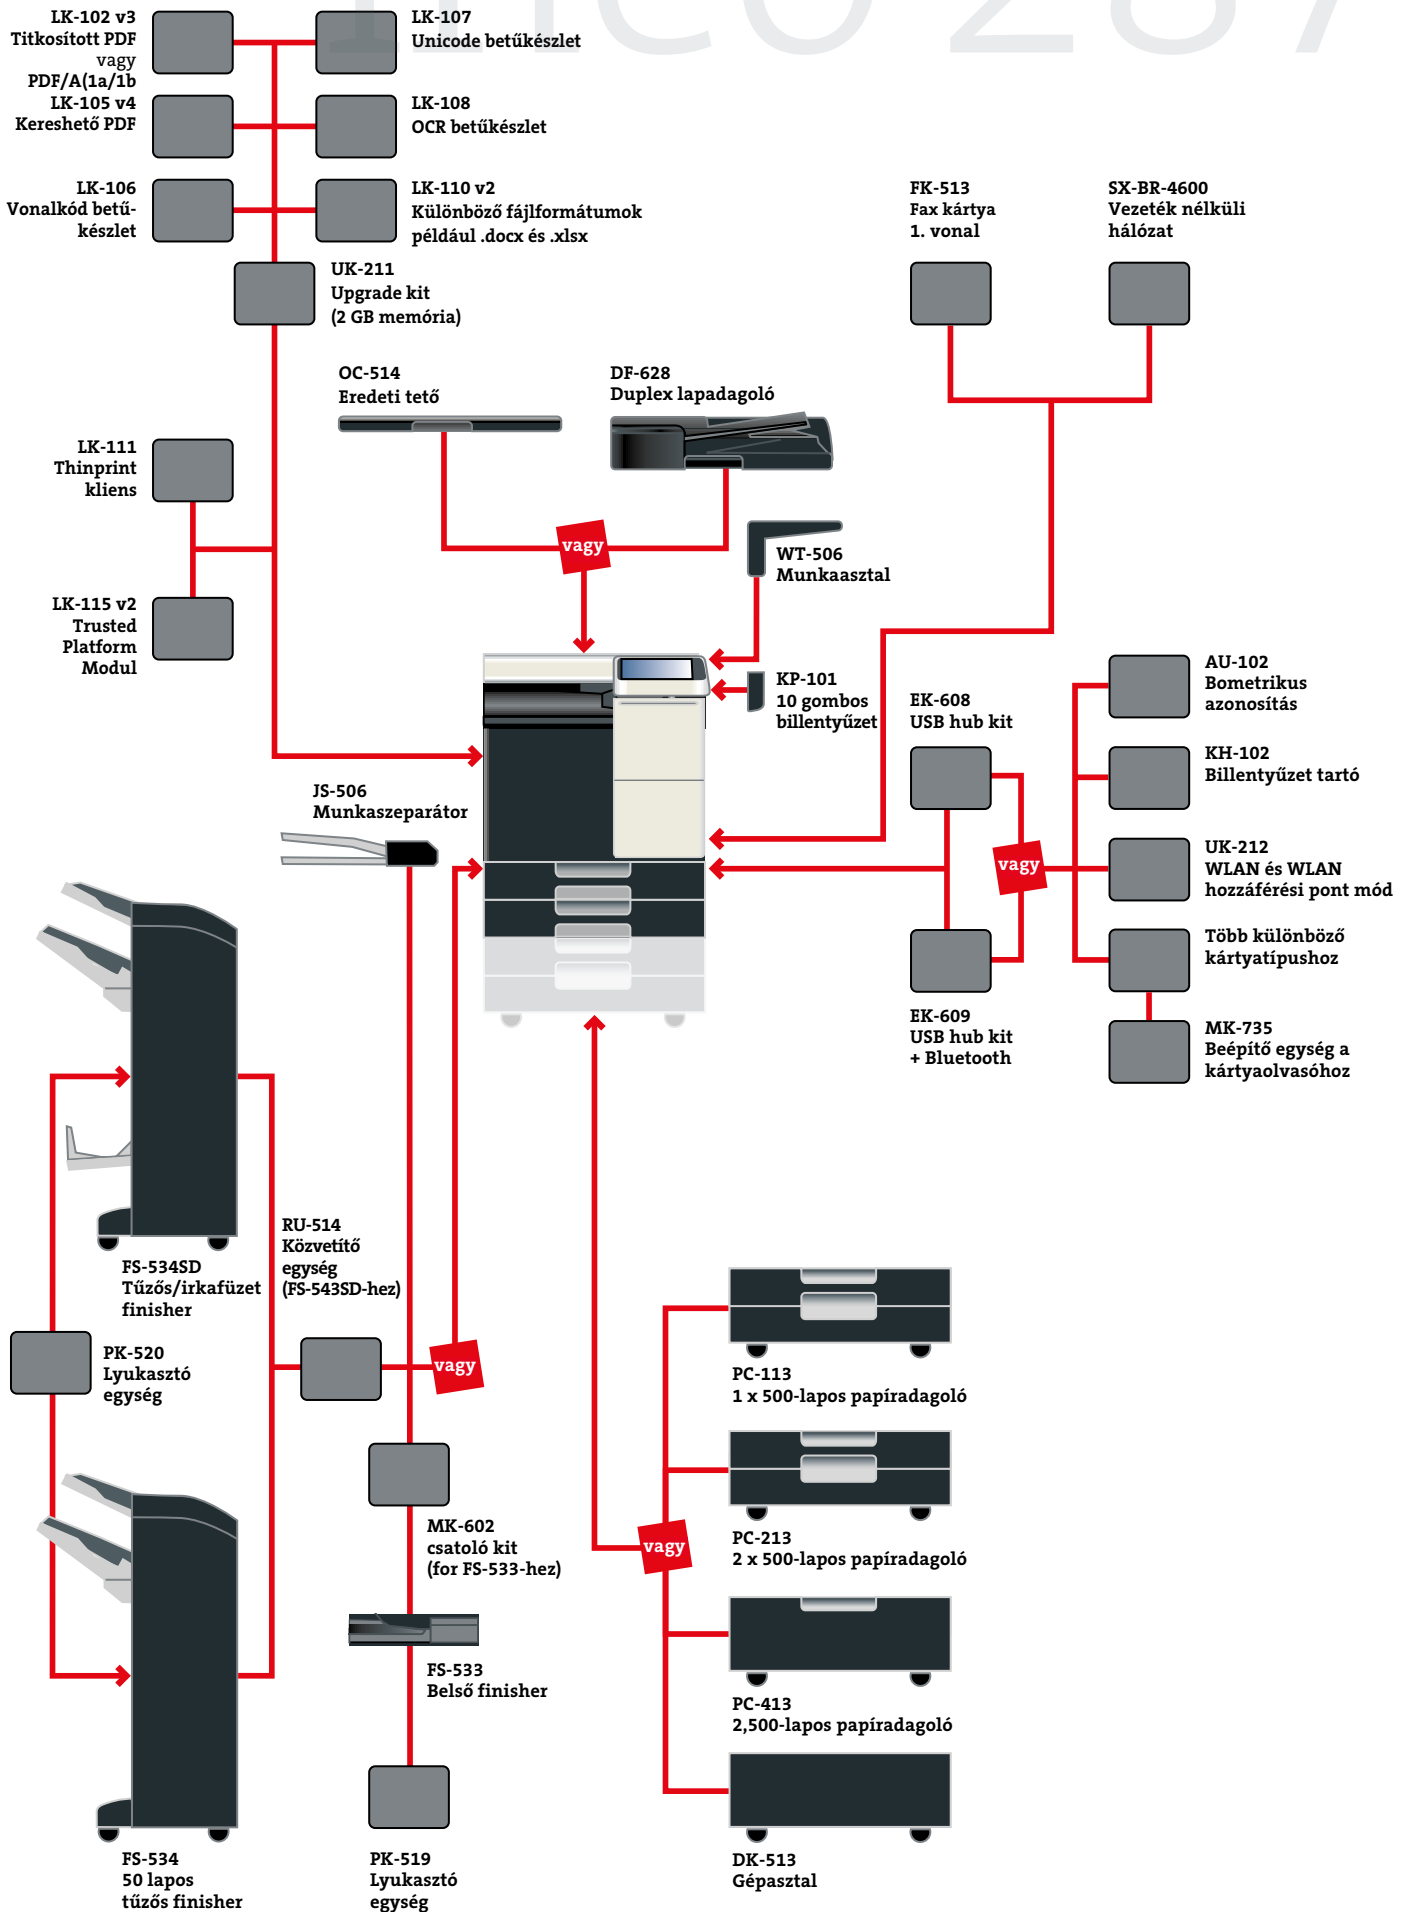 ineo 287
LK-102 v3
Titkosított PDF
vagy
PDF/A(1a/1b
LK-107
Unicode betűkészlet
LK-105 v4
Kereshető PDF
LK-108
OCR betűkészlet
LK-106
Vonalkód betű-
készlet
LK-110 v2
Különböző fájlformátumok
például .docx és .xlsx
UK-211
Upgrade kit
(2 GB memória)
FK-513
Fax kártya
1. vonal
SX-BR-4600
Vezeték nélküli
hálózat
OC-514
Eredeti tető
DF-628
Duplex lapadagoló
LK-111
Thinprint
kliens
vagy
WT-506
Munkaasztal
LK-115 v2
Trusted
Platform
Modul
KP-101
10 gombos
billentyűzet
EK-608
USB hub kit
AU-102
Bometrikus
azonosítás
KH-102
Billentyűzet tartó
JS-506
Munkaszeparátor
vagy
UK-212
WLAN és WLAN
hozzáférési pont mód
Több különböző
kártyatípushoz
EK-609
USB hub kit
+ Bluetooth
MK-735
Beépítő egység a
kártyaolvasóhoz
RU-514
Közvetítő
egység
(FS-543SD-hez)
FS-534SD
Tűzős/irkafüzet
finisher
PK-520
Lyukasztó
egység
vagy
PC-113
1 x 500-lapos papíradagoló
MK-602
csatoló kit
(for FS-533-hez)
vagy
PC-213
2 x 500-lapos papíradagoló
FS-533
Belső finisher
PC-413
2,500-lapos papíradagoló
FS-534
50 lapos
tűzős finisher
PK-519
Lyukasztó
egység
DK-513
Gépasztal